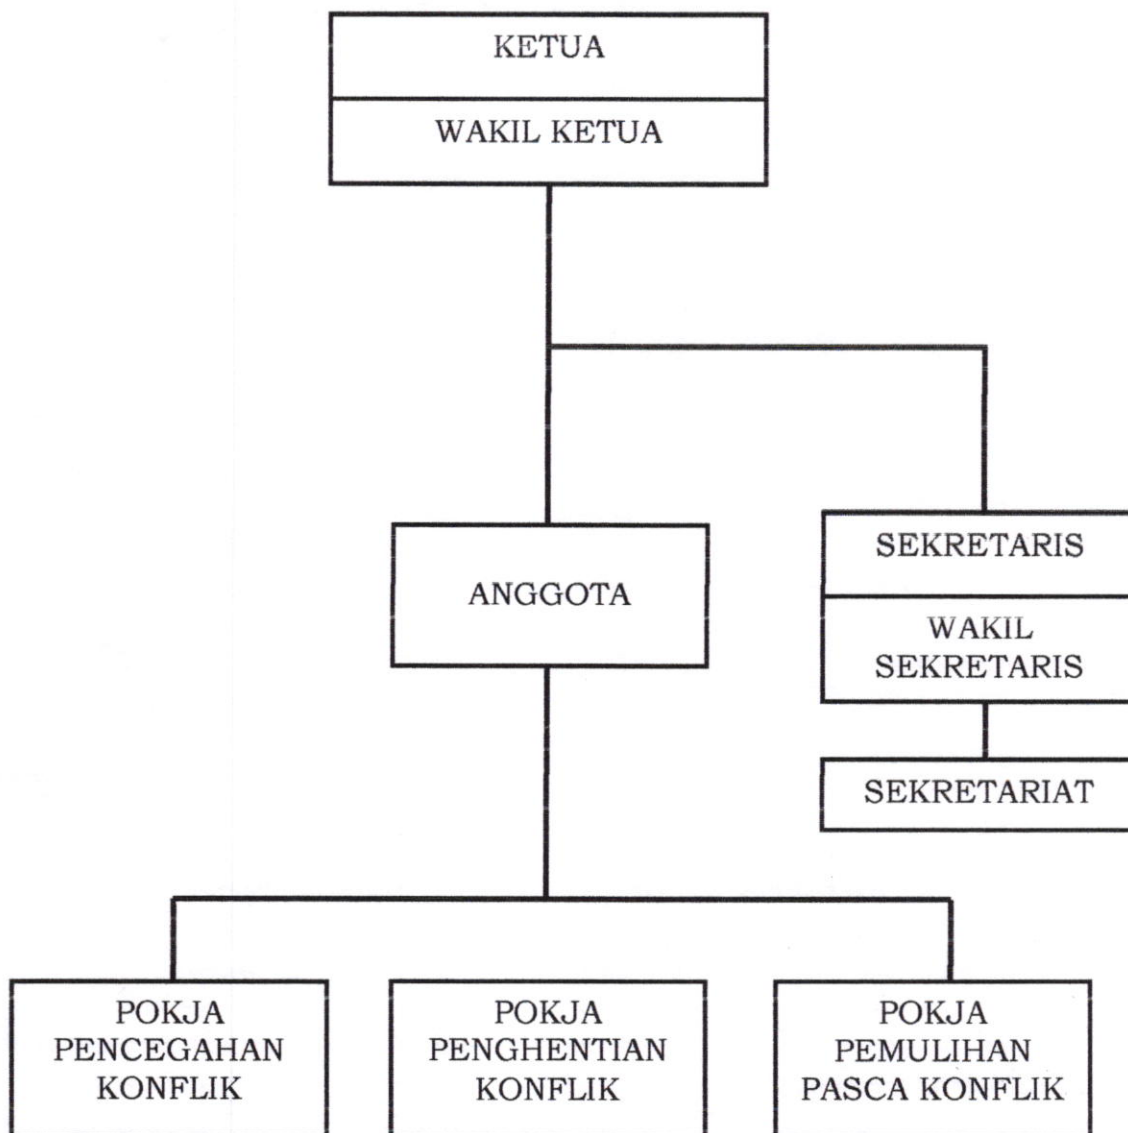 KETUA
WAKIL KETUA
ANGGOTA
SEKRETARIS
WAKIL
SEKRETARIS
SEKRETARIAT
POKJA
PENCEGAHAN
KONFLIK
POKJA
PENGHENTIAN
KONFLIK
POKJA
PEMULIHAN
PASCA KONFLIK